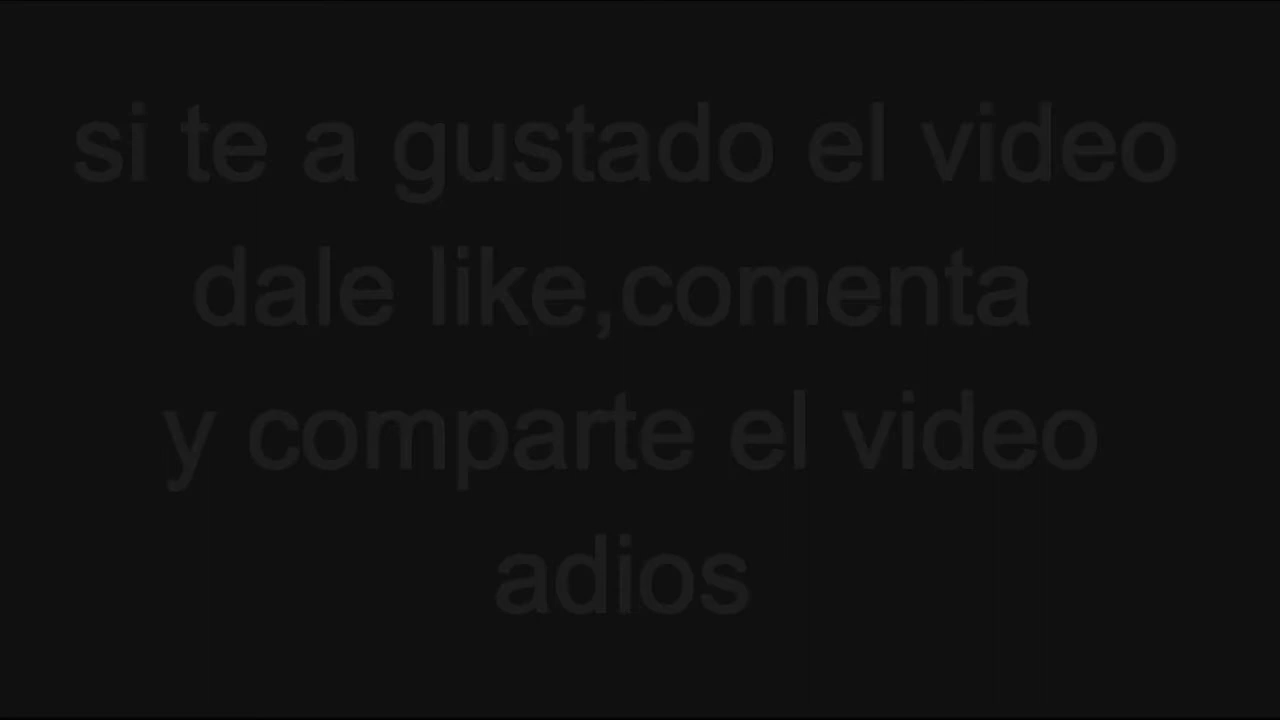 si te a gustado el video
dale like,comenta
y comparte el video
adios